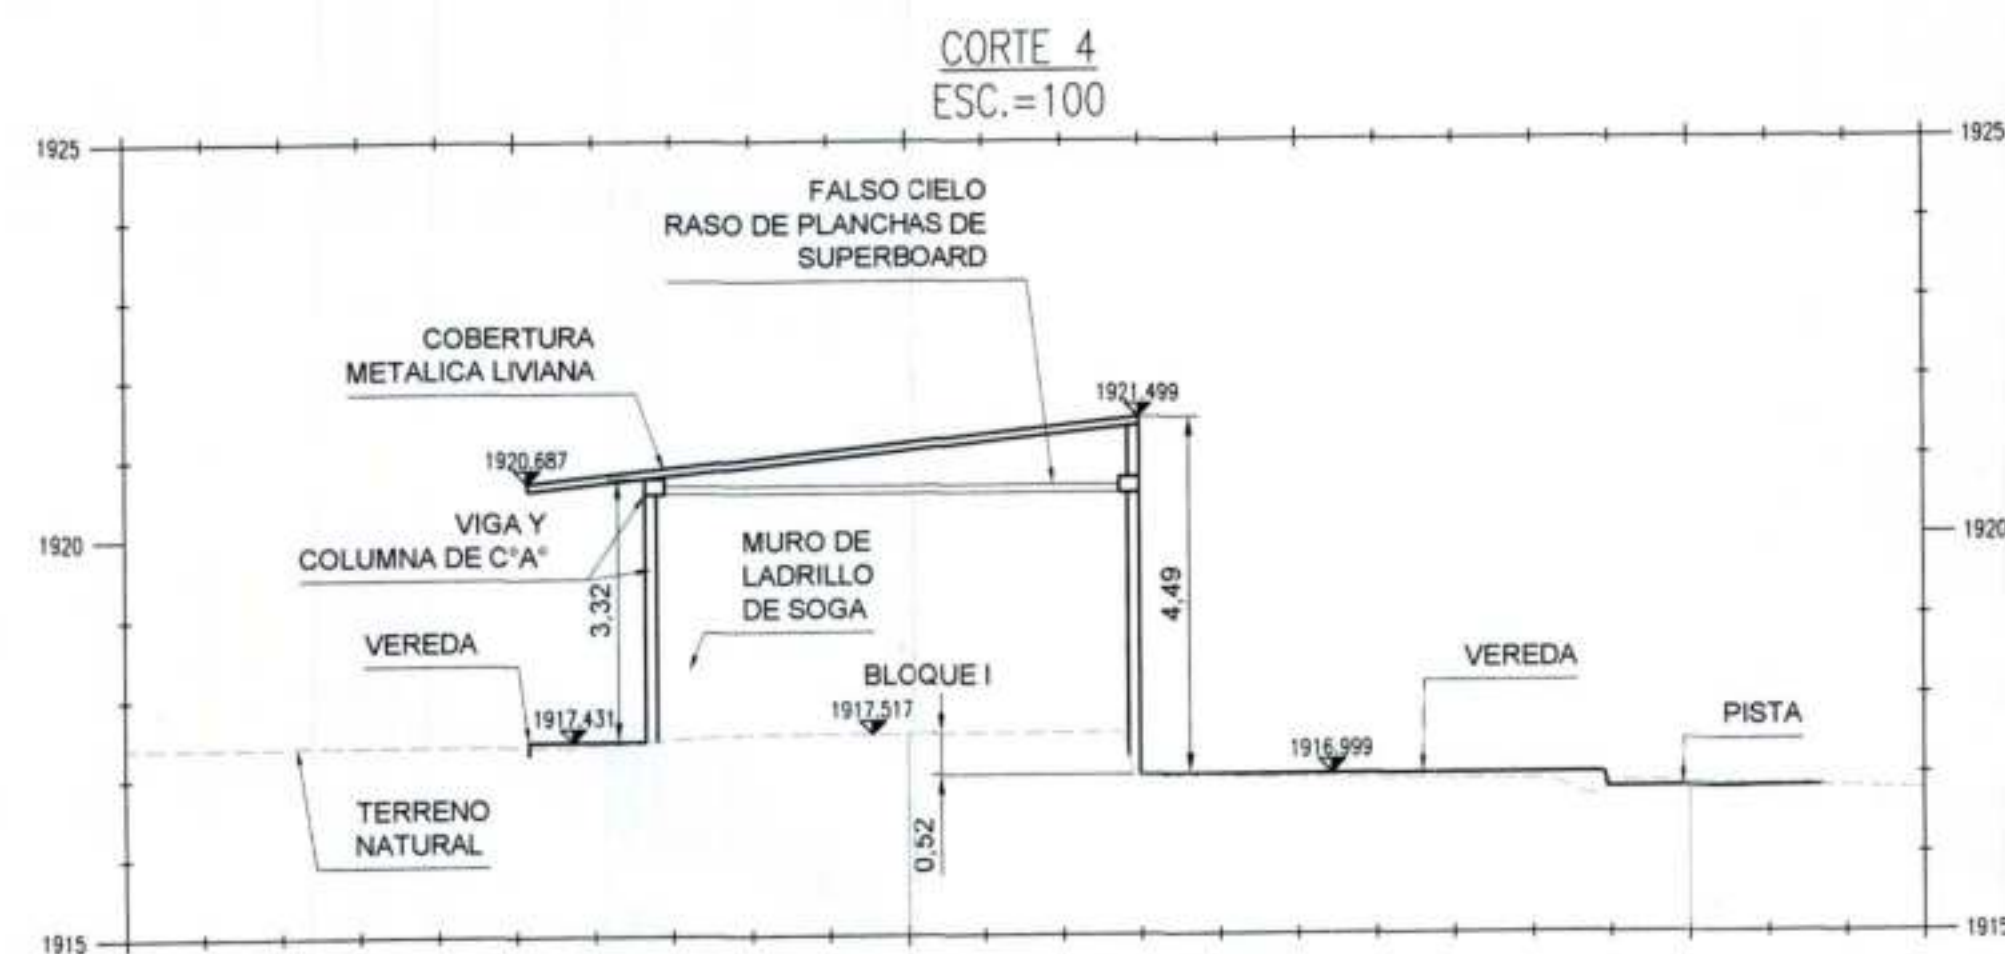 CORTE 4
ESC.=100
1925
1925
FALSO CIELO
RASO DE PLANCHAS DE
SUPERBOARD
COBERTURA
METALICA LIVIANA
1921,499
1920,687
VIGA Y
COLUMNA DE C°A°
1920
1920
MURO DE
LADRILLO
DE SOGA
3,32
4,49
VEREDA
VEREDA
BLOQUE I
1917,431
1917,517
PISTA
1916,999
TERRENO
NATURAL
0,52
1915
1915